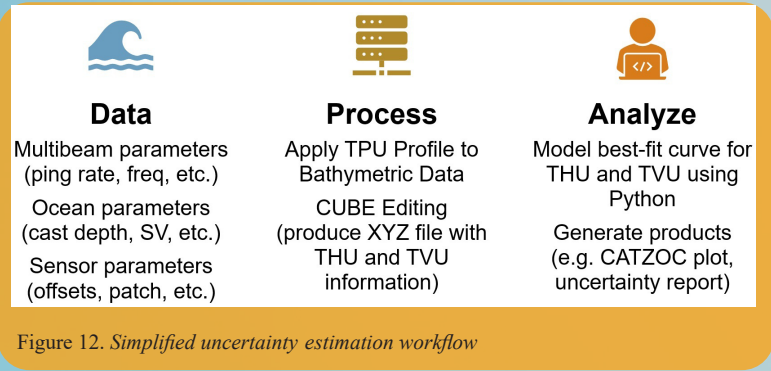 Data
Multibeam parameters
(ping rate, freq, etc.)
Ocean parameters
(cast depth, SV, etc.)
Sensor parameters
(offsets, patch, etc.)
Process
Apply TPU Profile to
Bathymetric Data
CUBE Editing
(produce XYZ file with
THU and TVU
information)
</>
Analyze
Model best-fit curve for
THU and TVU using
Python
Generate products
(e.g. CATZOC plot,
uncertainty report)
Figure 12. Simplified uncertainty estimation workflow